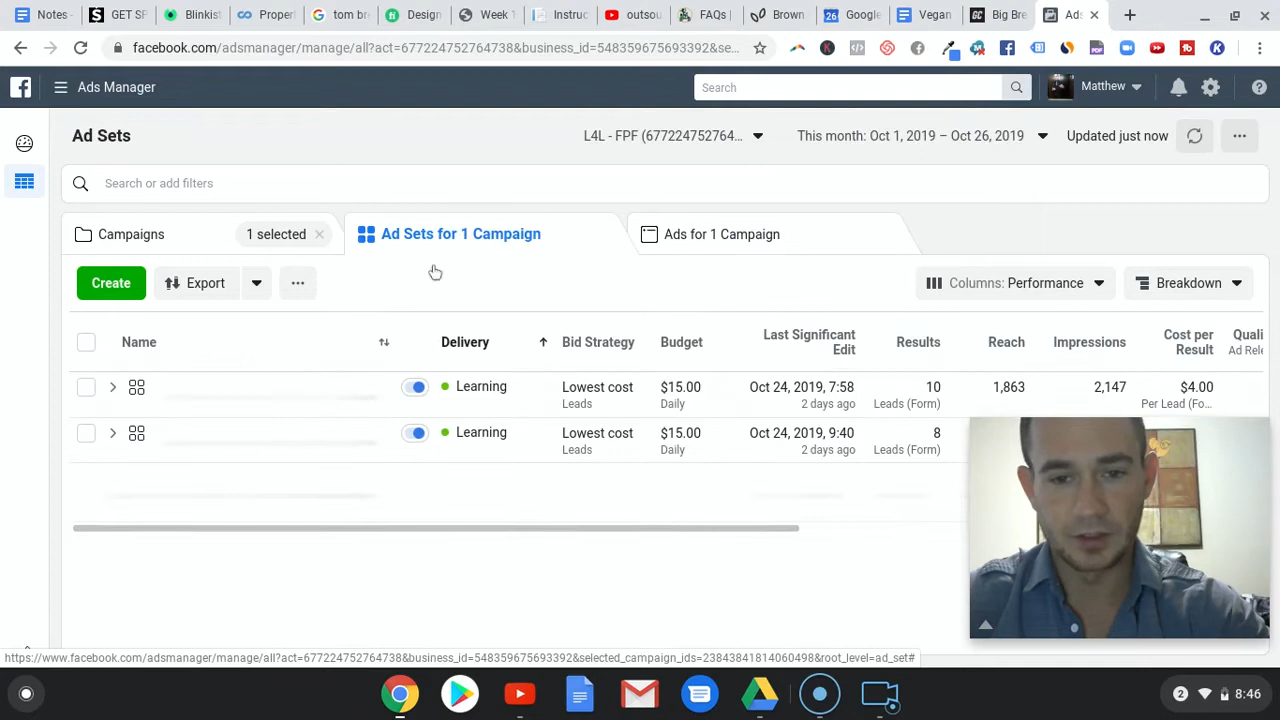 Notes -
GET SP
Blinkist
Propert
tom bre
Design
Week 1
Instruc
outsou
FAQs |
Brown
Google
Vegan
Big Bre
Ads
facebook.com/adsmanager/manage/all?act=677224752764738&business_id=548359675693392&se...
Ads Manager
Search
Matthew
Ad Sets
L4L - FPF (677224752764...
This month: Oct 1, 2019 – Oct 26, 2019
Updated just now
Search or add filters
Campaigns
1 selected
Ad Sets for 1 Campaign
Ads for 1 Campaign
Create
Export
Columns: Performance
Breakdown
Name
Delivery
Bid Strategy
Budget
Last Significant Edit
Results
Reach
Impressions
Cost per Result
Quali
Ad Rele
Learning
Lowest cost
Leads
$15.00
Daily
Oct 24, 2019, 7:58
2 days ago
10
Leads (Form)
1,863
2,147
$4.00
Per Lead (Fo...
Learning
Lowest cost
Leads
$15.00
Daily
Oct 24, 2019, 9:40
2 days ago
8
Leads (Form)
https://www.facebook.com/adsmanager/manage/all?act=677224752764738&business_id=548359675693392&selected_campaign_ids=23843841814060498&root_level=ad_set#
2
8:46